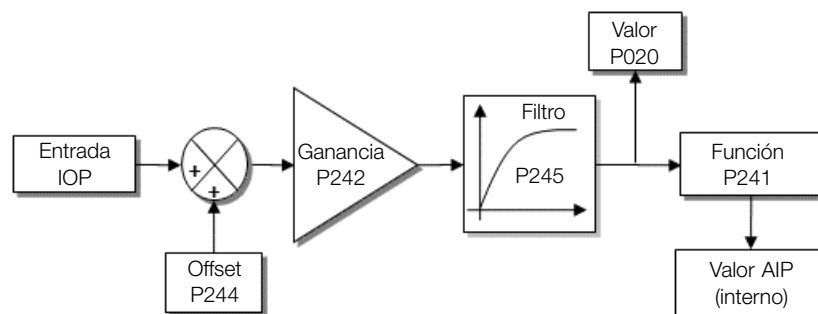 Entrada
IOP
+
+
Offset
P244
Ganancia
P242
Filtro
P245
Valor
P020
Función
P241
Valor AIP
(interno)